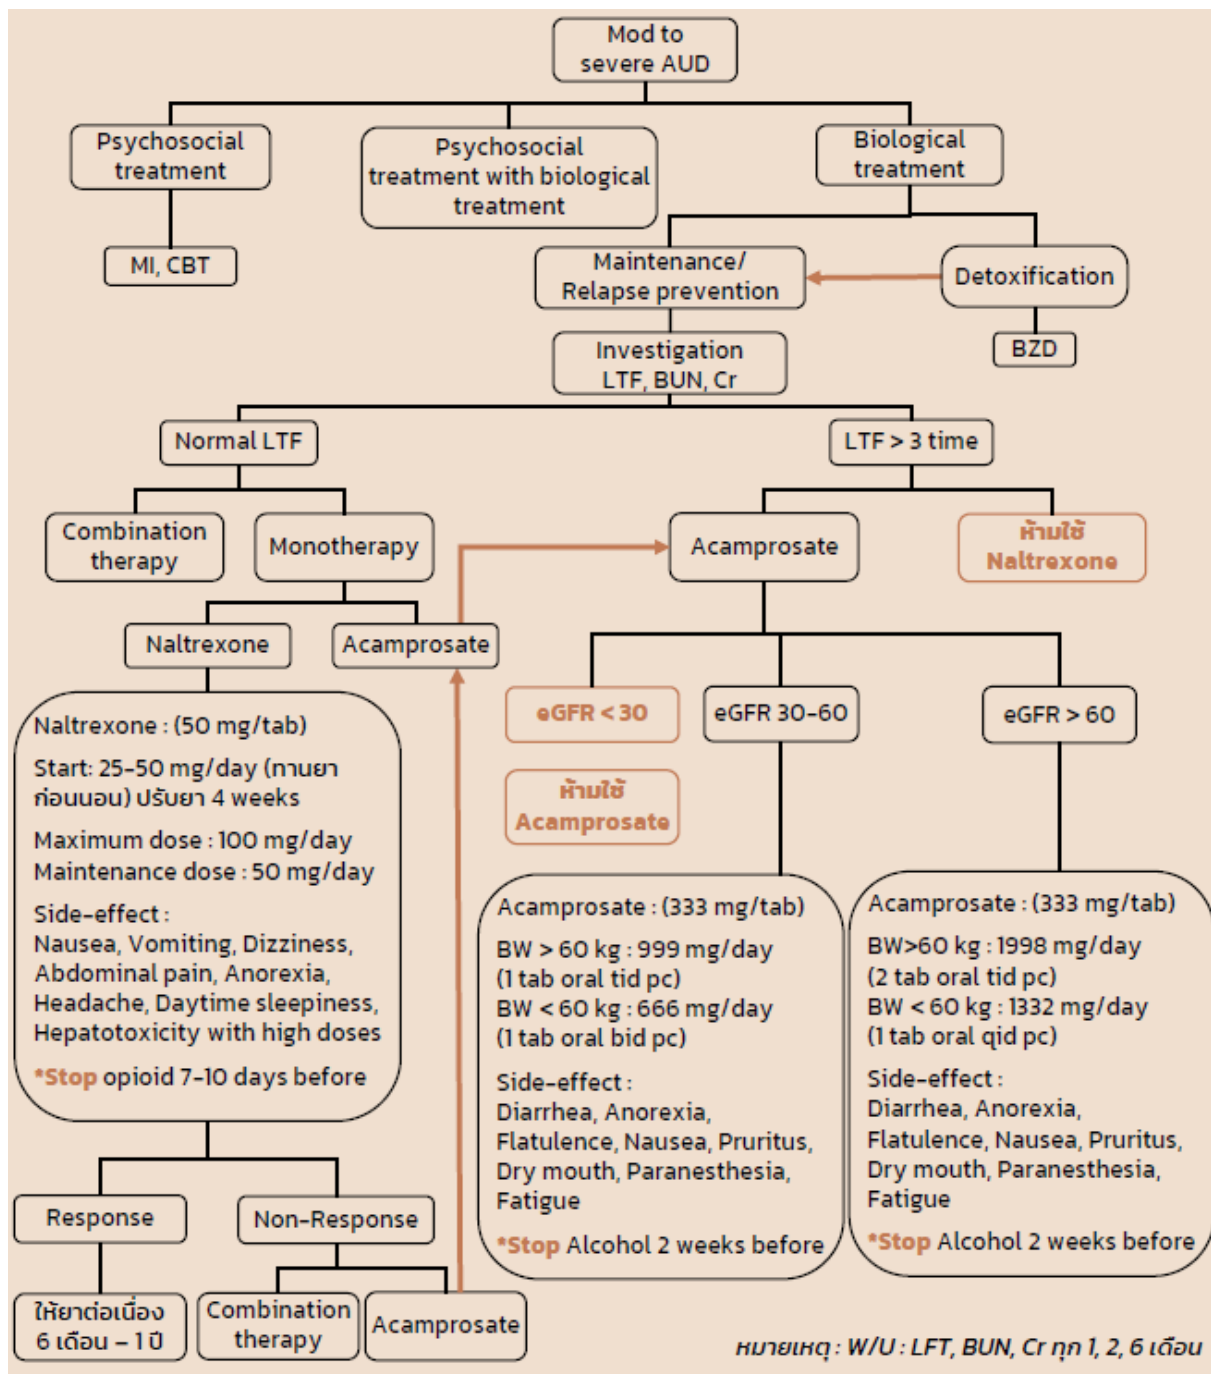 Mod to
severe AUD
Psychosocial
treatment
Psychosocial
treatment with biological
treatment
Biological
treatment
MI, CBT
Maintenance/
Relapse prevention
Detoxification
BZD
Investigation
LTF, BUN, Cr
Normal LTF
LTF > 3 time
Combination
therapy
Monotherapy
Acamprosate
ห้ามใช้
Naltrexone
Naltrexone
Acamprosate
eGFR < 30
eGFR 30-60
eGFR > 60
ห้ามใช้
Acamprosate
Naltrexone : (50 mg/tab)
Start: 25-50 mg/day (ทานยา
ก่อนนอน) ปรับยา 4 weeks
Maximum dose : 100 mg/day
Maintenance dose : 50 mg/day
Side-effect :
Nausea, Vomiting, Dizziness,
Abdominal pain, Anorexia,
Headache, Daytime sleepiness,
Hepatotoxicity with high doses
*Stop opioid 7-10 days before
Acamprosate : (333 mg/tab)
BW > 60 kg : 999 mg/day
(1 tab oral tid pc)
BW < 60 kg : 666 mg/day
(1 tab oral bid pc)
Side-effect :
Diarrhea, Anorexia,
Flatulence, Nausea, Pruritus,
Dry mouth, Paranesthesia,
Fatigue
*Stop Alcohol 2 weeks before
Acamprosate : (333 mg/tab)
BW>60 kg : 1998 mg/day
(2 tab oral tid pc)
BW < 60 kg : 1332 mg/day
(1 tab oral qid pc)
Side-effect :
Diarrhea, Anorexia,
Flatulence, Nausea, Pruritus,
Dry mouth, Paranesthesia,
Fatigue
*Stop Alcohol 2 weeks before
Response
Non-Response
ให้ยาต่อเนื่อง
6 เดือน – 1 ปี
Combination
therapy
Acamprosate
หมายเหตุ : W/U : LFT, BUN, Cr ทุก 1, 2, 6 เดือน